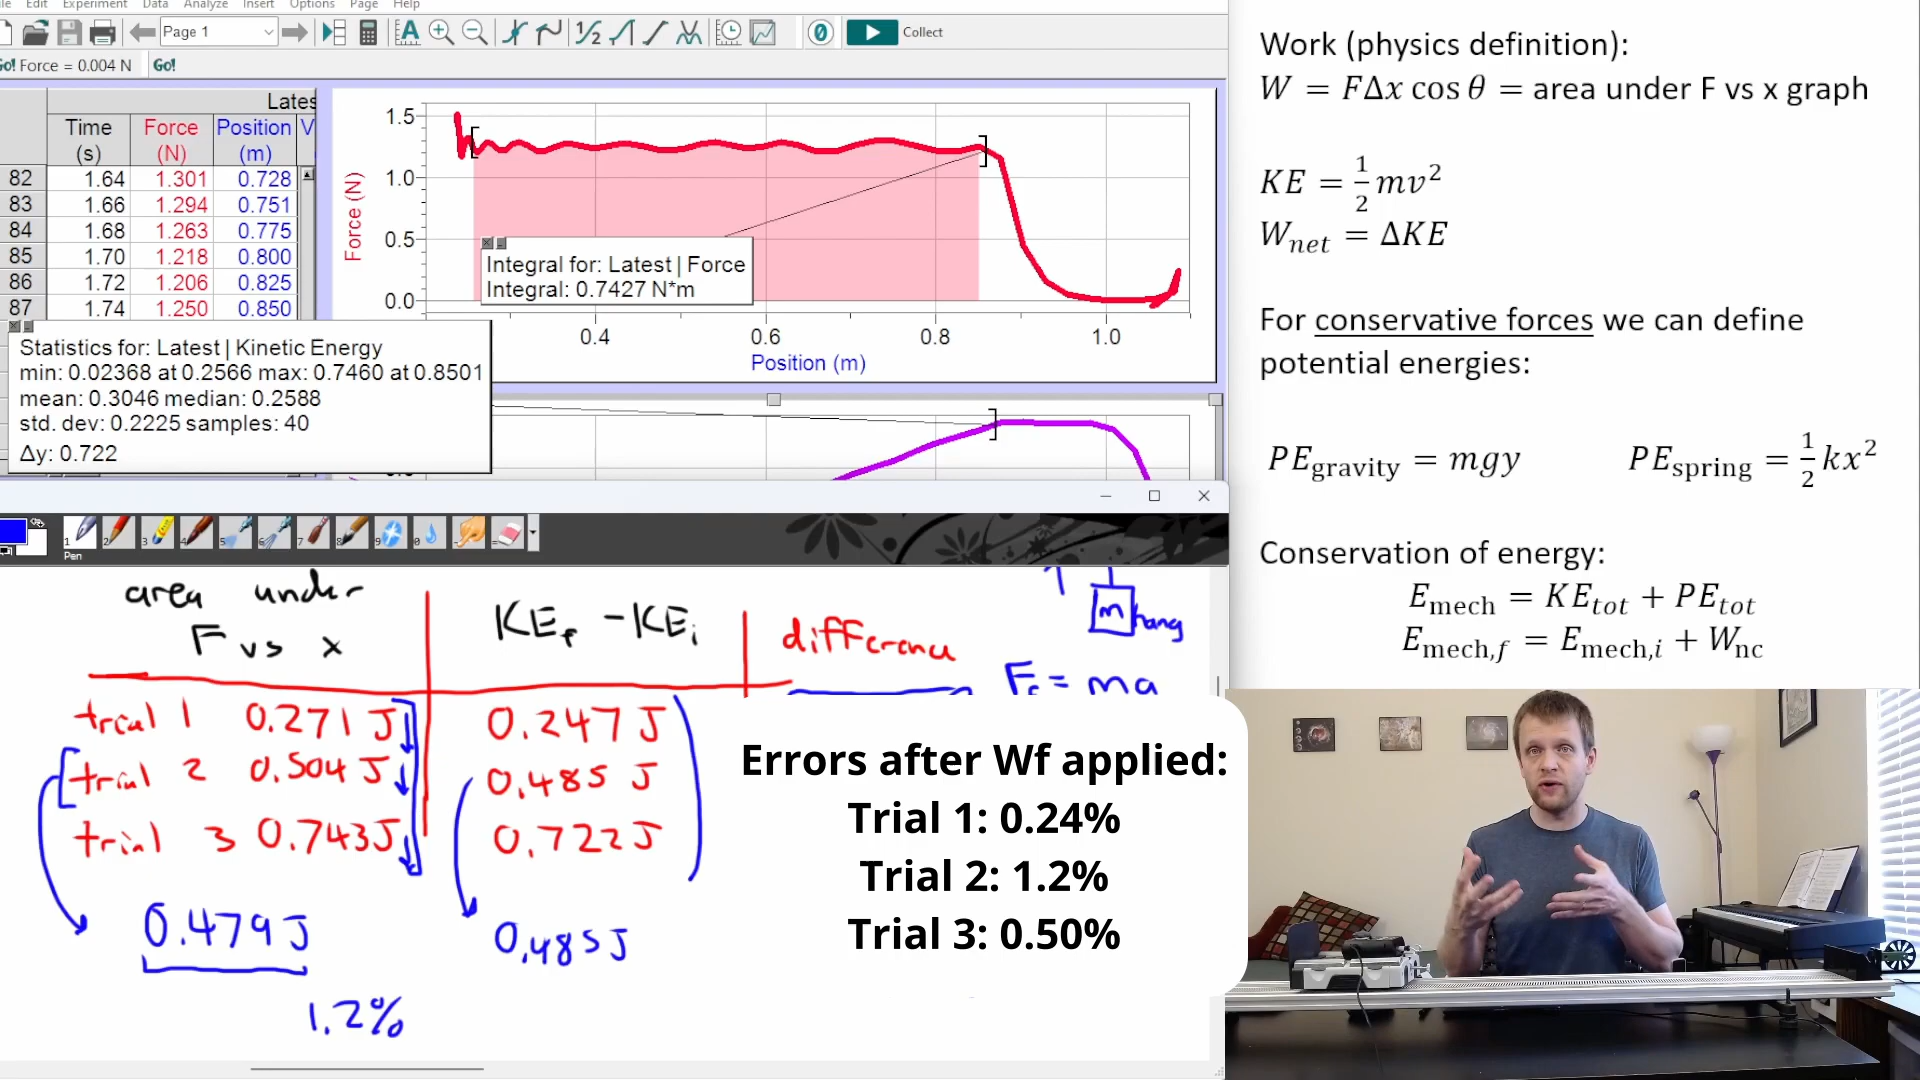 File Edit Experiment Data Analyze Insert Options Page Help
Page 1
Collect
Go! Force = 0.004 N Go!
Lates
Time Force Position V
(s) (N) (m)
82 1.64 1.301 0.728
83 1.66 1.294 0.751
84 1.68 1.263 0.775
85 1.70 1.218 0.800
86 1.72 1.206 0.825
87 1.74 1.250 0.850
Statistics for: Latest | Kinetic Energy
min: 0.02368 at 0.2566 max: 0.7460 at 0.8501
mean: 0.3046 median: 0.2588
std. dev: 0.2225 samples: 40
Δy: 0.722
Force (N)
1.5
1.0
0.5
0.0
Integral for: Latest | Force
Integral: 0.7427 N*m
0.4 0.6 0.8 1.0
Position (m)
Pen
area under
F vs x
KEf - KEi
difference
m hang
trial 1 0.271 J 0.247 J
trial 2 0.504 J 0.485 J
trial 3 0.743 J 0.722 J
0.479 J 0.485 J
1.2%
= ma
Errors after Wf applied:
Trial 1: 0.24%
Trial 2: 1.2%
Trial 3: 0.50%
Work (physics definition):
W = FΔx cos θ = area under F vs x graph
KE = 1/2 mv²
Wnet = ΔKE
For conservative forces we can define
potential energies:
PEgravity = mgy PEspring = 1/2 kx²
Conservation of energy:
Emech = KEtot + PEtot
Emech,f = Emech,i + Wnc